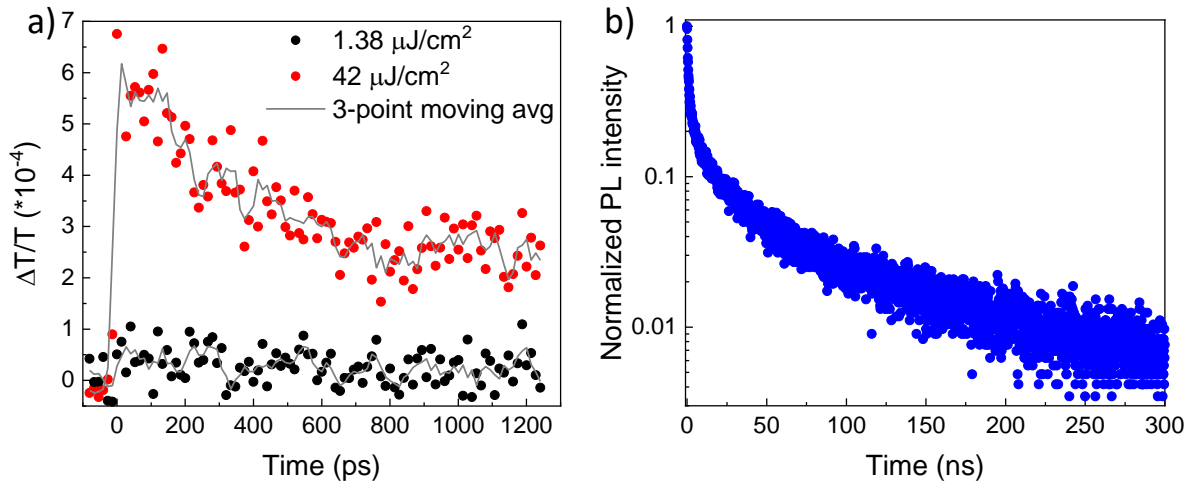 a)
ΔT/T (*10⁻⁴)
7
6
5
4
3
2
1
0
1.38 μJ/cm²
42 μJ/cm²
3-point moving avg
0 200 400 600 800 1000 1200
Time (ps)
b)
Normalized PL intensity
1
0.1
0.01
0 50 100 150 200 250 300
Time (ns)